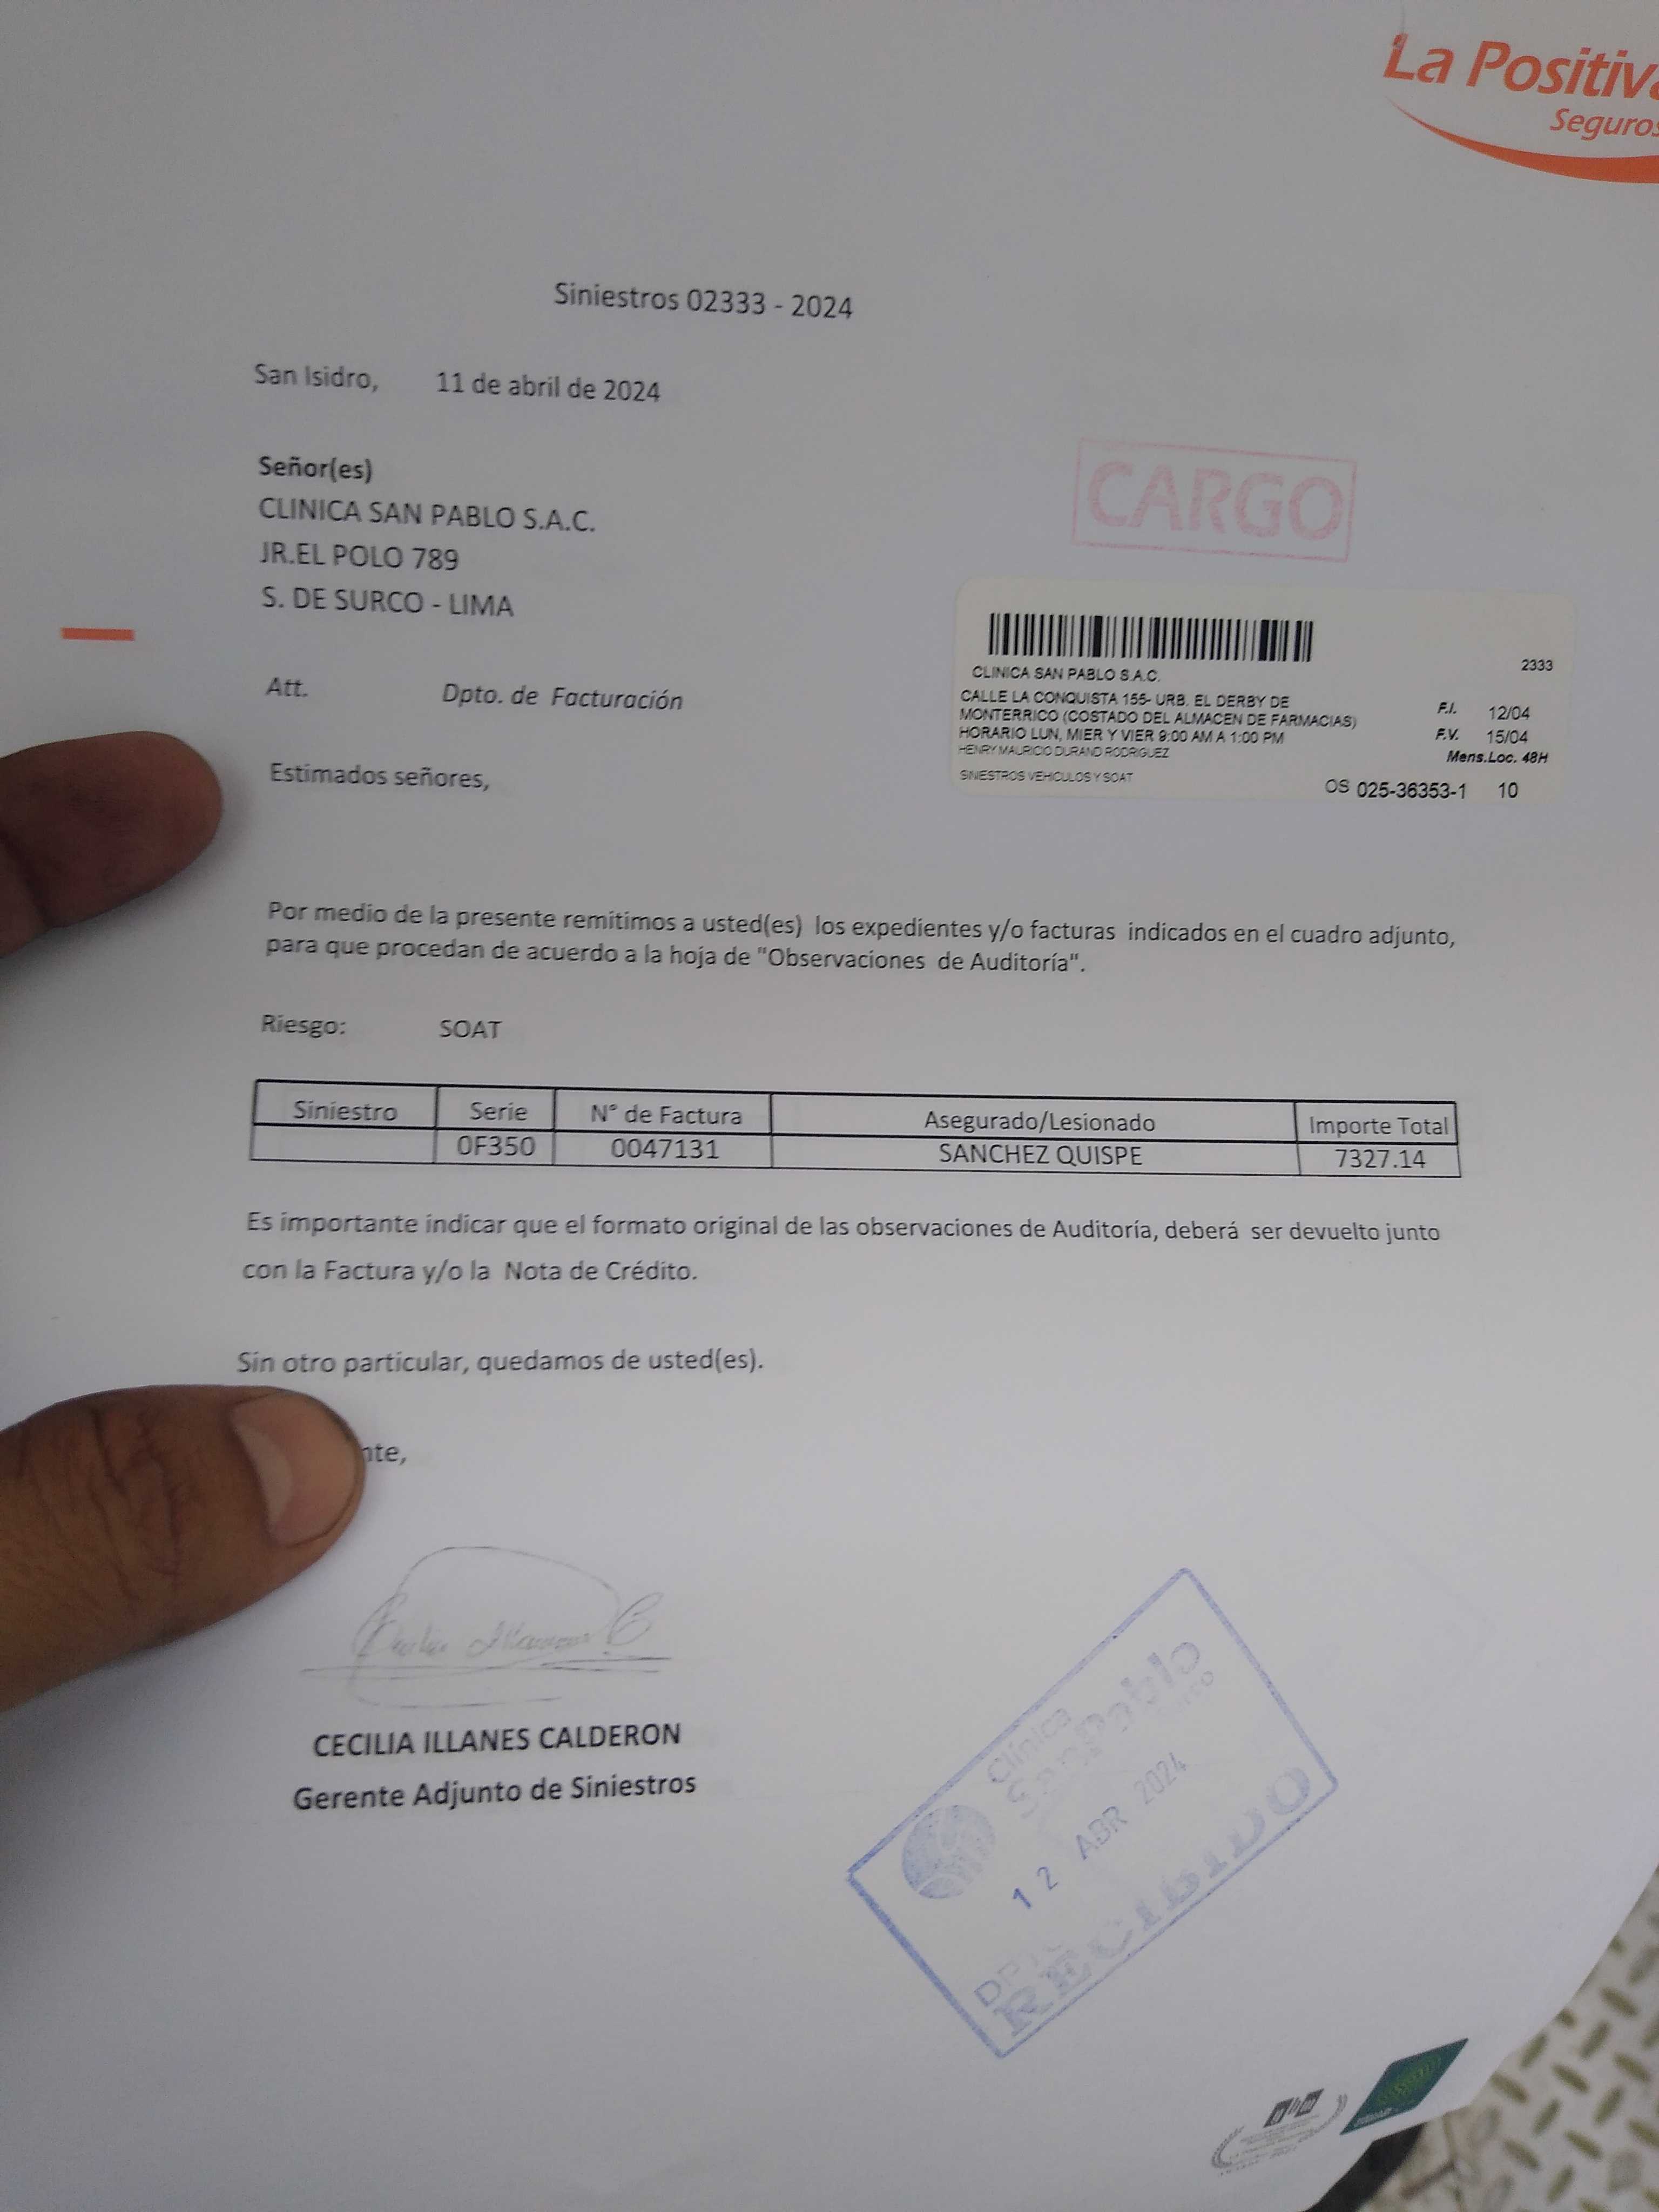 La Positiva
Seguros
Siniestros 02333 - 2024
San Isidro, 11 de abril de 2024
Señor(es)
CLINICA SAN PABLO S.A.C.
JR.EL POLO 789
S. DE SURCO - LIMA
CARGO
CLINICA SAN PABLO S.A.C. 2333
CALLE LA CONQUISTA 155- URB. EL DERBY DE
MONTERRICO (COSTADO DEL ALMACEN DE FARMACIAS) F.I. 12/04
HORARIO LUN, MIER Y VIER 9:00 AM A 1:00 PM F.V. 15/04
HENRY MAURICIO DURAND RODRIGUEZ Mens.Loc. 48H
SINIESTROS VEHICULOS Y SOAT OS 025-36353-1 10
Att. Dpto. de Facturación
Estimados señores,
Por medio de la presente remitimos a usted(es) los expedientes y/o facturas indicados en el cuadro adjunto,
para que procedan de acuerdo a la hoja de "Observaciones de Auditoría".
Riesgo: SOAT
Siniestro Serie N° de Factura Asegurado/Lesionado Importe Total
0F350 0047131 SANCHEZ QUISPE 7327.14
Es importante indicar que el formato original de las observaciones de Auditoría, deberá ser devuelto junto
con la Factura y/o la Nota de Crédito.
Sin otro particular, quedamos de usted(es).
nte,
CECILIA ILLANES CALDERON
Gerente Adjunto de Siniestros
Clínica
San Pablo
12 ABR 2024
RECIBIDO